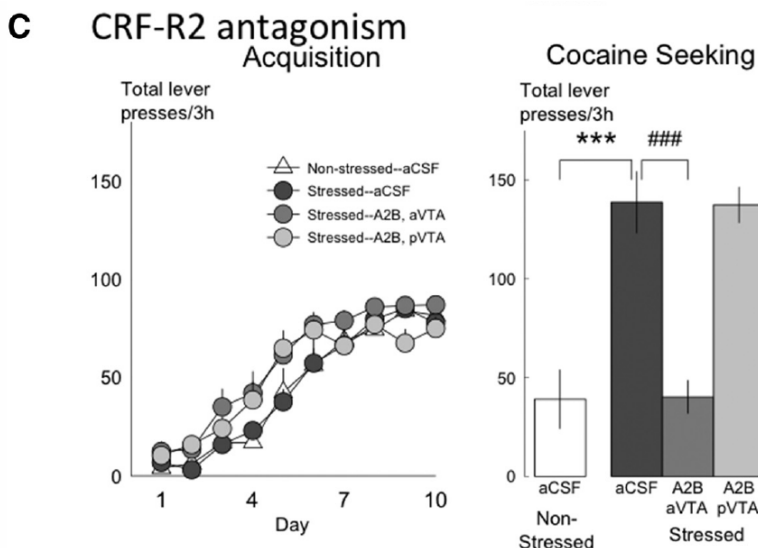 C
CRF-R2 antagonism
Acquisition
Total lever
presses/3h
150
100
50
0
Non-stressed--aCSF
Stressed--aCSF
Stressed--A2B, aVTA
Stressed--A2B, pVTA
1 4 7 10
Day
Cocaine Seeking
Total lever
presses/3h
*** ###
150
100
50
0
aCSF aCSF A2B A2B
aVTA pVTA
Non-
Stressed
Stressed